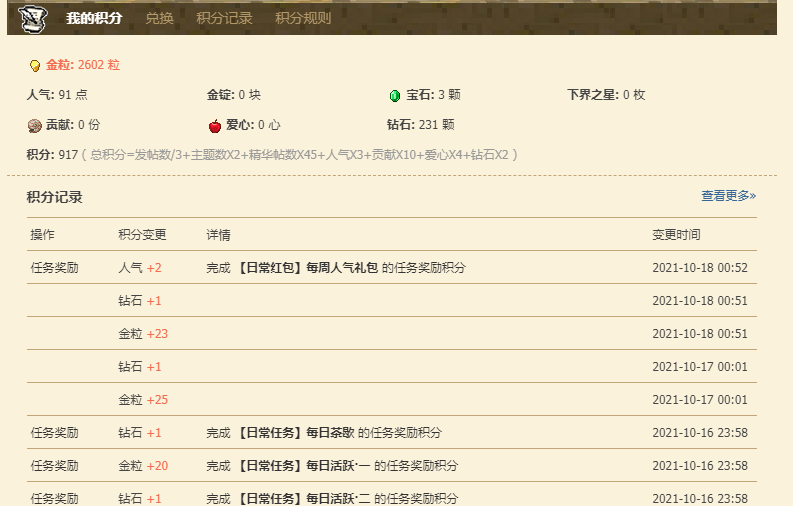 我的积分 兑换 积分记录 积分规则
金粒: 2602 粒
人气: 91 点 金锭: 0 块 宝石: 3 颗 下界之星: 0 枚
贡献: 0 份 爱心: 0 心 钻石: 231 颗
积分: 917 ( 总积分=发帖数/3+主题数X2+精华帖数X45+人气X3+贡献X10+爱心X4+钻石X2 )
积分记录 查看更多»
操作 积分变更 详情 变更时间
任务奖励 人气 +2 完成 【日常红包】每周人气礼包 的任务奖励积分 2021-10-18 00:52
钻石 +1 2021-10-18 00:51
金粒 +23 2021-10-18 00:51
钻石 +1 2021-10-17 00:01
金粒 +25 2021-10-17 00:01
任务奖励 钻石 +1 完成 【日常任务】每日茶歇 的任务奖励积分 2021-10-16 23:58
任务奖励 金粒 +20 完成 【日常任务】每日活跃·一 的任务奖励积分 2021-10-16 23:58
任务奖励 钻石 +1 完成 【日常任务】每日活跃·二 的任务奖励积分 2021-10-16 23:58